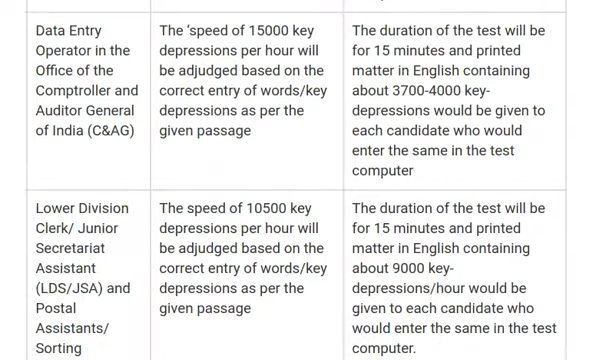 Data Entry
Operator in the
Office of the
Comptroller and
Auditor General
of India (C&AG)
The ‘speed of 15000 key
depressions per hour will
be adjudged based on the
correct entry of words/key
depressions as per the
given passage
The duration of the test will be
for 15 minutes and printed
matter in English containing
about 3700-4000 key-
depressions would be given to
each candidate who would
enter the same in the test
computer
Lower Division
Clerk/ Junior
Secretariat
Assistant
(LDS/JSA) and
Postal
Assistants/
Sorting
The speed of 10500 key
depressions per hour will
be adjudged based on the
correct entry of words/key
depressions as per the
given passage
The duration of the test will be
for 15 minutes and printed
matter in English containing
about 9000 key-
depressions/hour would be
given to each candidate who
would enter the same in the test
computer.